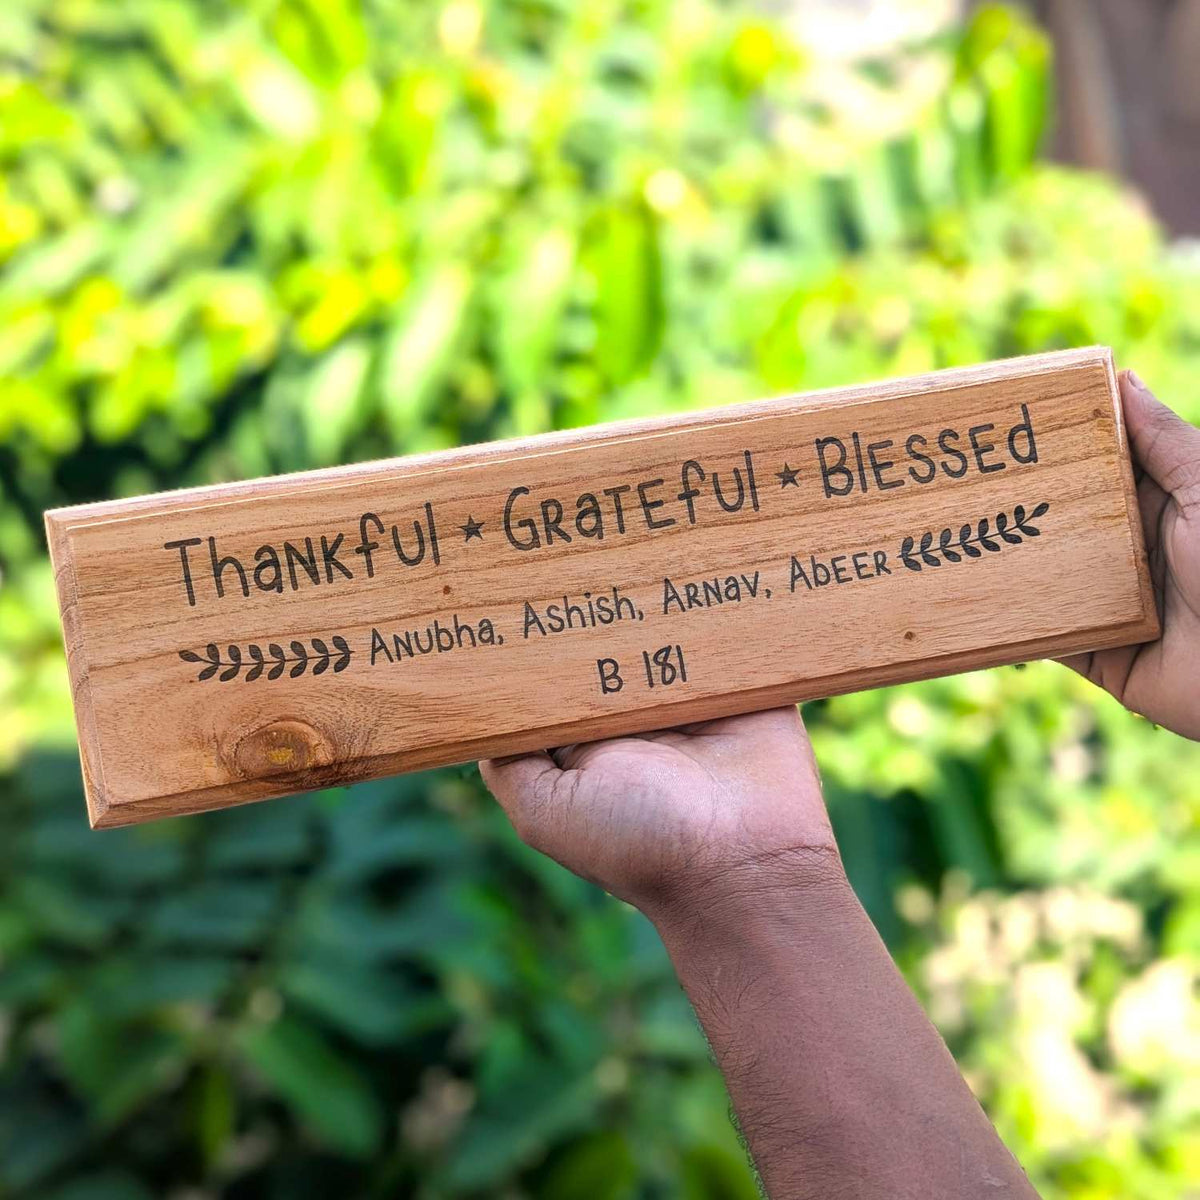 Thankful ★ Grateful ★ Blessed
Anubha, Ashish, Arnav, Abeer
B 181